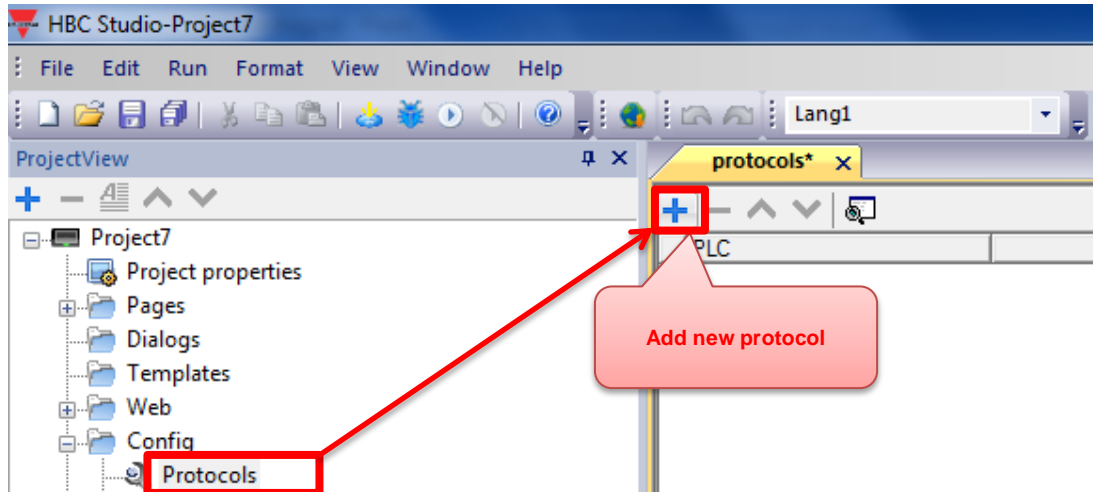 HBC Studio-Project7
File Edit Run Format View Window Help
Lang1
ProjectView
protocols*
Project7
Project properties
Pages
Dialogs
Templates
Web
Config
Protocols
PLC
Add new protocol